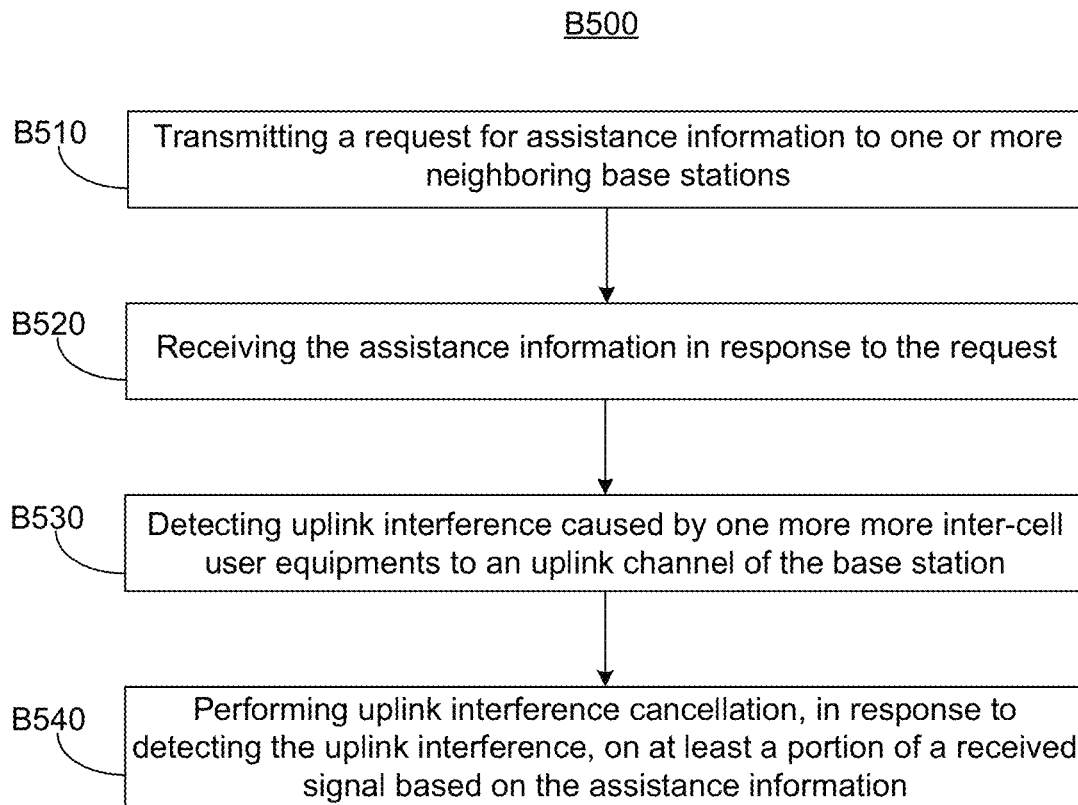 B500
B510
Transmitting a request for assistance information to one or more
neighboring base stations
B520
Receiving the assistance information in response to the request
B530
Detecting uplink interference caused by one more more inter-cell
user equipments to an uplink channel of the base station
B540
Performing uplink interference cancellation, in response to
detecting the uplink interference, on at least a portion of a received
signal based on the assistance information